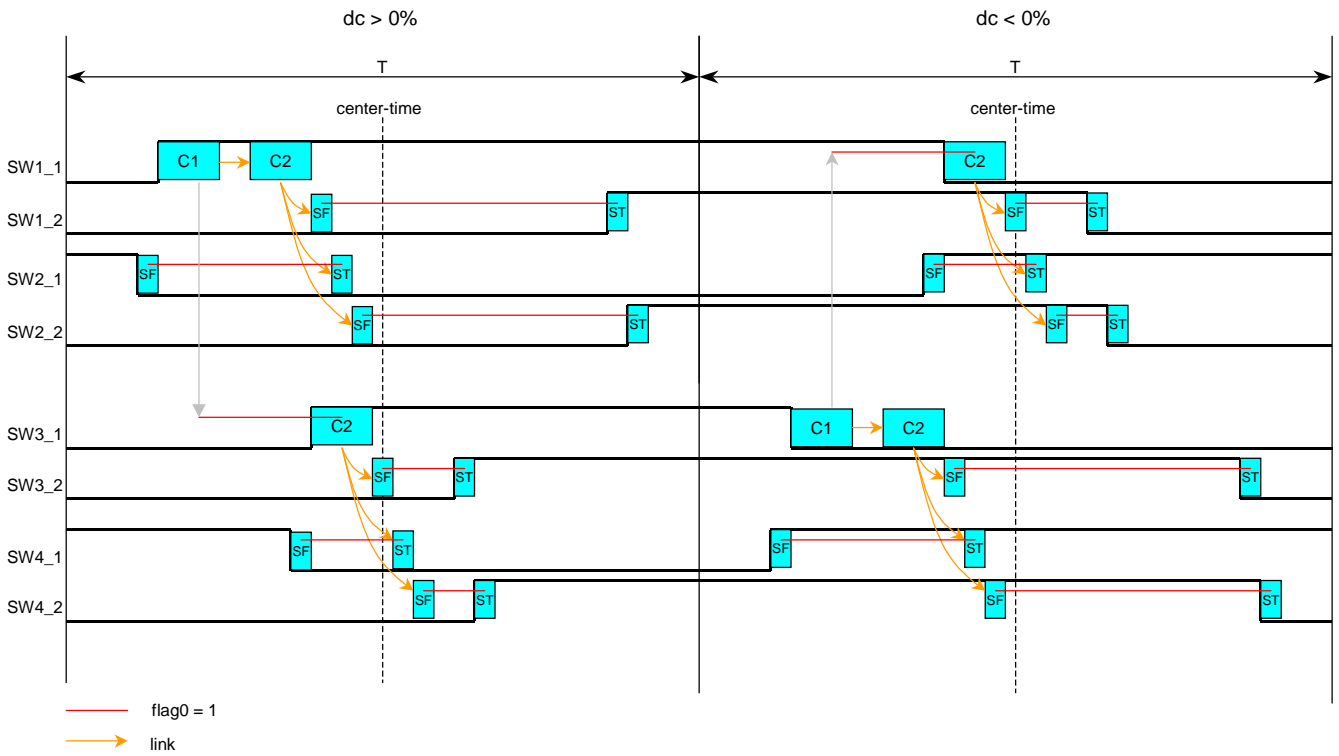 dc > 0% dc < 0%
T T
center-time center-time
SW1_1 C1 C2 C2
SW1_2 SF ST SF ST
SW2_1 SF ST SF ST
SW2_2 SF ST SF ST
SW3_1 C2 C1 C2
SW3_2 SF ST SF ST
SW4_1 SF ST SF ST
SW4_2 SF ST SF ST
flag0 = 1
link